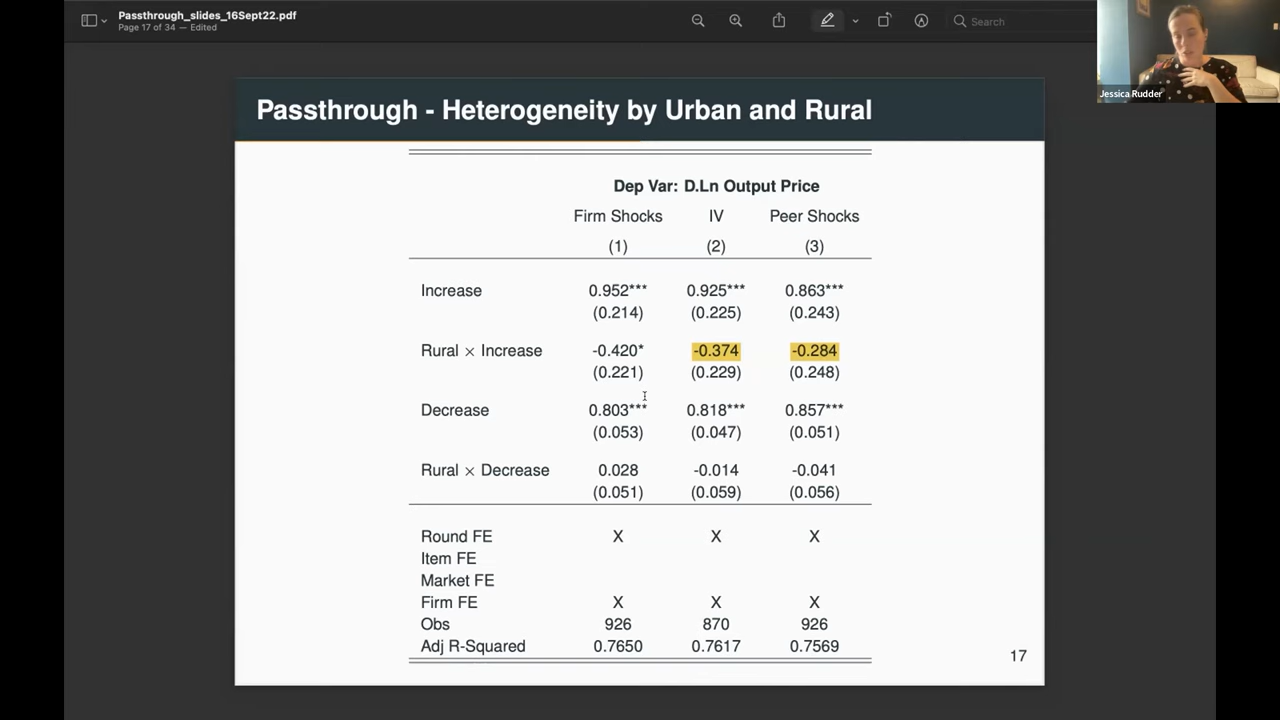 Passthrough_slides_16Sept22.pdf
Page 17 of 34 — Edited
Search
Jessica Rudder
Passthrough - Heterogeneity by Urban and Rural
Dep Var: D.Ln Output Price
Firm Shocks IV Peer Shocks
(1) (2) (3)
Increase 0.952*** 0.925*** 0.863***
(0.214) (0.225) (0.243)
Rural × Increase -0.420* -0.374 -0.284
(0.221) (0.229) (0.248)
Decrease 0.803*** 0.818*** 0.857***
(0.053) (0.047) (0.051)
Rural × Decrease 0.028 -0.014 -0.041
(0.051) (0.059) (0.056)
Round FE X X X
Item FE
Market FE
Firm FE X X X
Obs 926 870 926
Adj R-Squared 0.7650 0.7617 0.7569
17